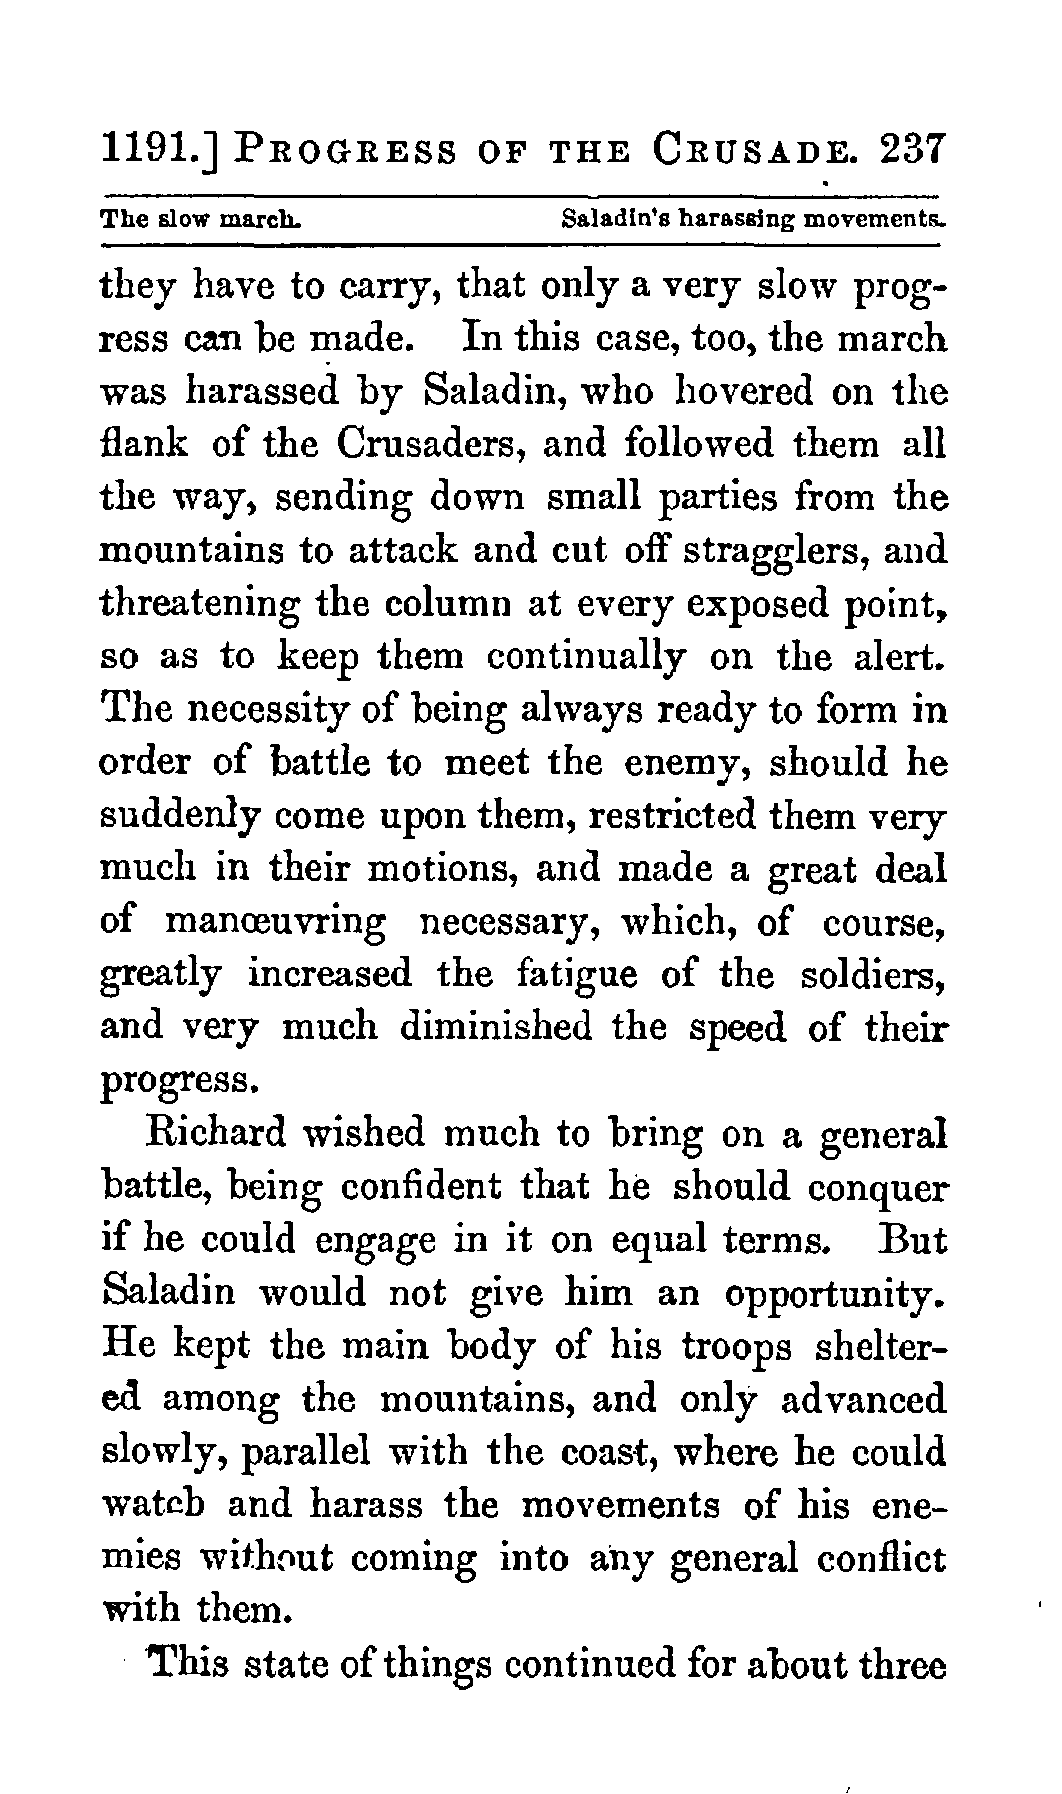 1191.] PROGRESS OF THE CRUSADE. 237
The slow march. Saladin's harassing movements.
they have to carry, that only a very slow prog-
ress can be made. In this case, too, the march
was harassed by Saladin, who hovered on the
flank of the Crusaders, and followed them all
the way, sending down small parties from the
mountains to attack and cut off stragglers, and
threatening the column at every exposed point,
so as to keep them continually on the alert.
The necessity of being always ready to form in
order of battle to meet the enemy, should he
suddenly come upon them, restricted them very
much in their motions, and made a great deal
of manœuvring necessary, which, of course,
greatly increased the fatigue of the soldiers,
and very much diminished the speed of their
progress.
Richard wished much to bring on a general
battle, being confident that he should conquer
if he could engage in it on equal terms. But
Saladin would not give him an opportunity.
He kept the main body of his troops shelter-
ed among the mountains, and only advanced
slowly, parallel with the coast, where he could
watch and harass the movements of his ene-
mies without coming into any general conflict
with them.
This state of things continued for about three